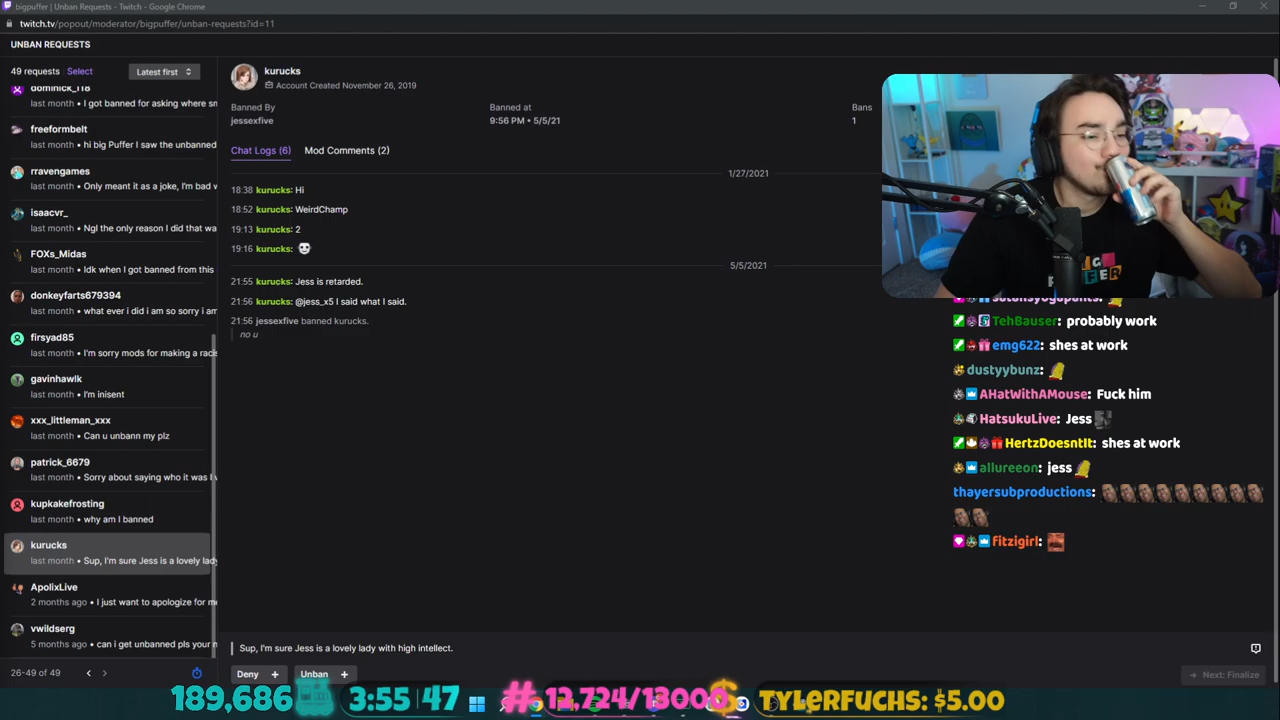 bigpuffer | Unban Requests - Twitch - Google Chrome
twitch.tv/popout/moderator/bigpuffer/unban-requests?id=11
UNBAN REQUESTS
49 requests Select Latest first
dominick_118
last month • I got banned for asking where sm
freeformbelt
last month • hi big Puffer I saw the unbanned
rravengames
last month • Only meant it as a joke, I'm bad w
isaacvr_
last month • Ngl the only reason I did that wa
FOXs_Midas
last month • Idk when I got banned from this
donkeyfarts679394
last month • what ever i did i am so sorry i am
firsyad85
last month • I'm sorry mods for making a raci
gavinhawlk
last month • I'm inisent
xxx_littleman_xxx
last month • Can u unbann my plz
patrick_6679
last month • Sorry about saying who it was I
kupkakefrosting
last month • why am I banned
kurucks
last month • Sup, I'm sure Jess is a lovely lady
ApolixLive
2 months ago • I just want to apologize for me
vwildserg
5 months ago • can i get unbanned pls your m
26-49 of 49
kurucks
Account Created November 26, 2019
Banned By
jessexfive
Banned at
9:56 PM • 5/5/21
Bans
1
Chat Logs (6) Mod Comments (2)
1/27/2021
18:38 kurucks: Hi
18:52 kurucks: WeirdChamp
19:13 kurucks: 2
19:16 kurucks:
5/5/2021
21:55 kurucks: Jess is retarded.
21:56 kurucks: @jess_x5 I said what I said.
21:56 jessexfive banned kurucks.
no u
Sup, I'm sure Jess is a lovely lady with high intellect.
Deny + Unban +
→ Next: Finalize
satansyogapants:
TehBauser: probably work
emg622: shes at work
dustyybunz:
AHatWithAMouse: Fuck him
HatsukuLive: Jess
HertzDoesntIt: shes at work
allureeon: jess
thayersubproductions:
fitzigirl:
189,686 3:55 47 # 12,724/13000 TYLERFUCHS: $5.00